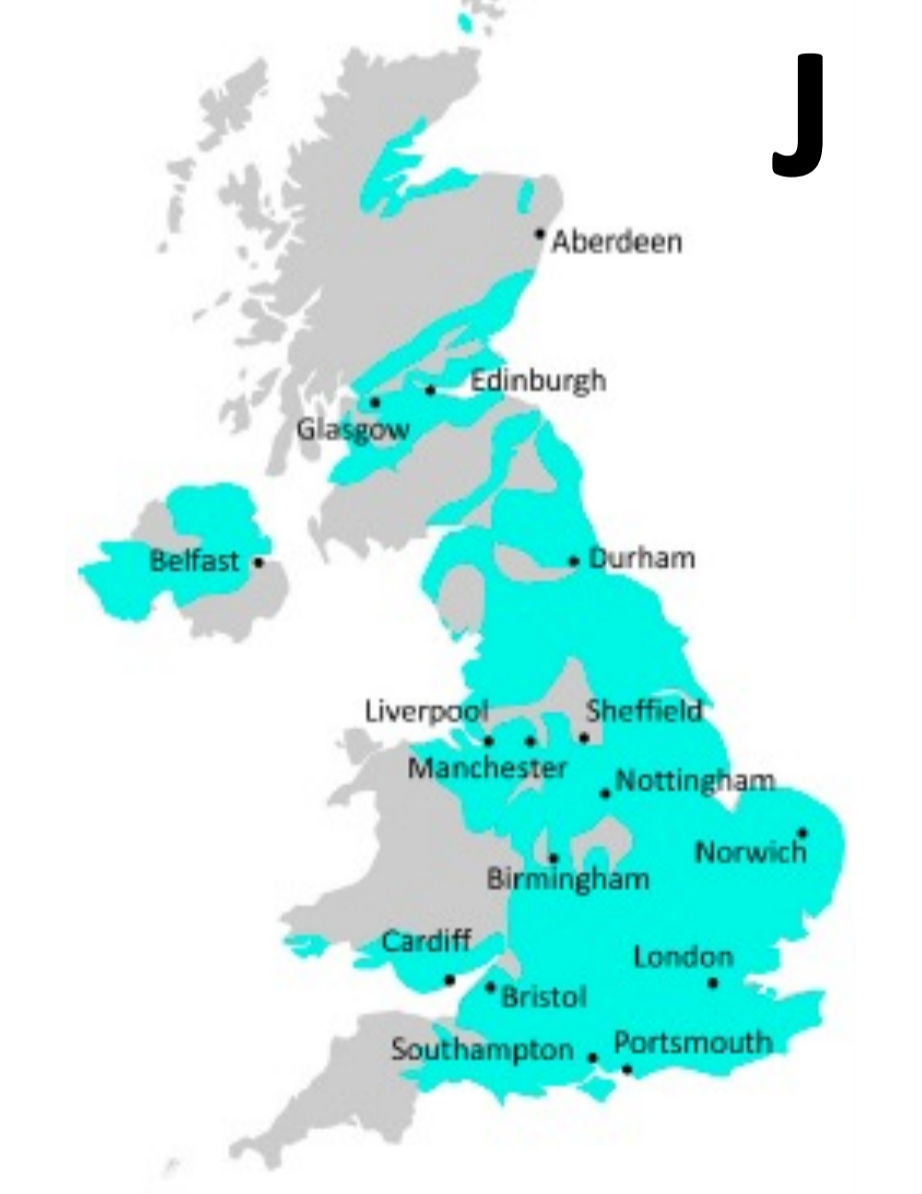 J
Aberdeen
Edinburgh
Glasgow
Belfast
Durham
Liverpool
Sheffield
Manchester
Nottingham
Norwich
Birmingham
Cardiff
London
Bristol
Southampton
Portsmouth